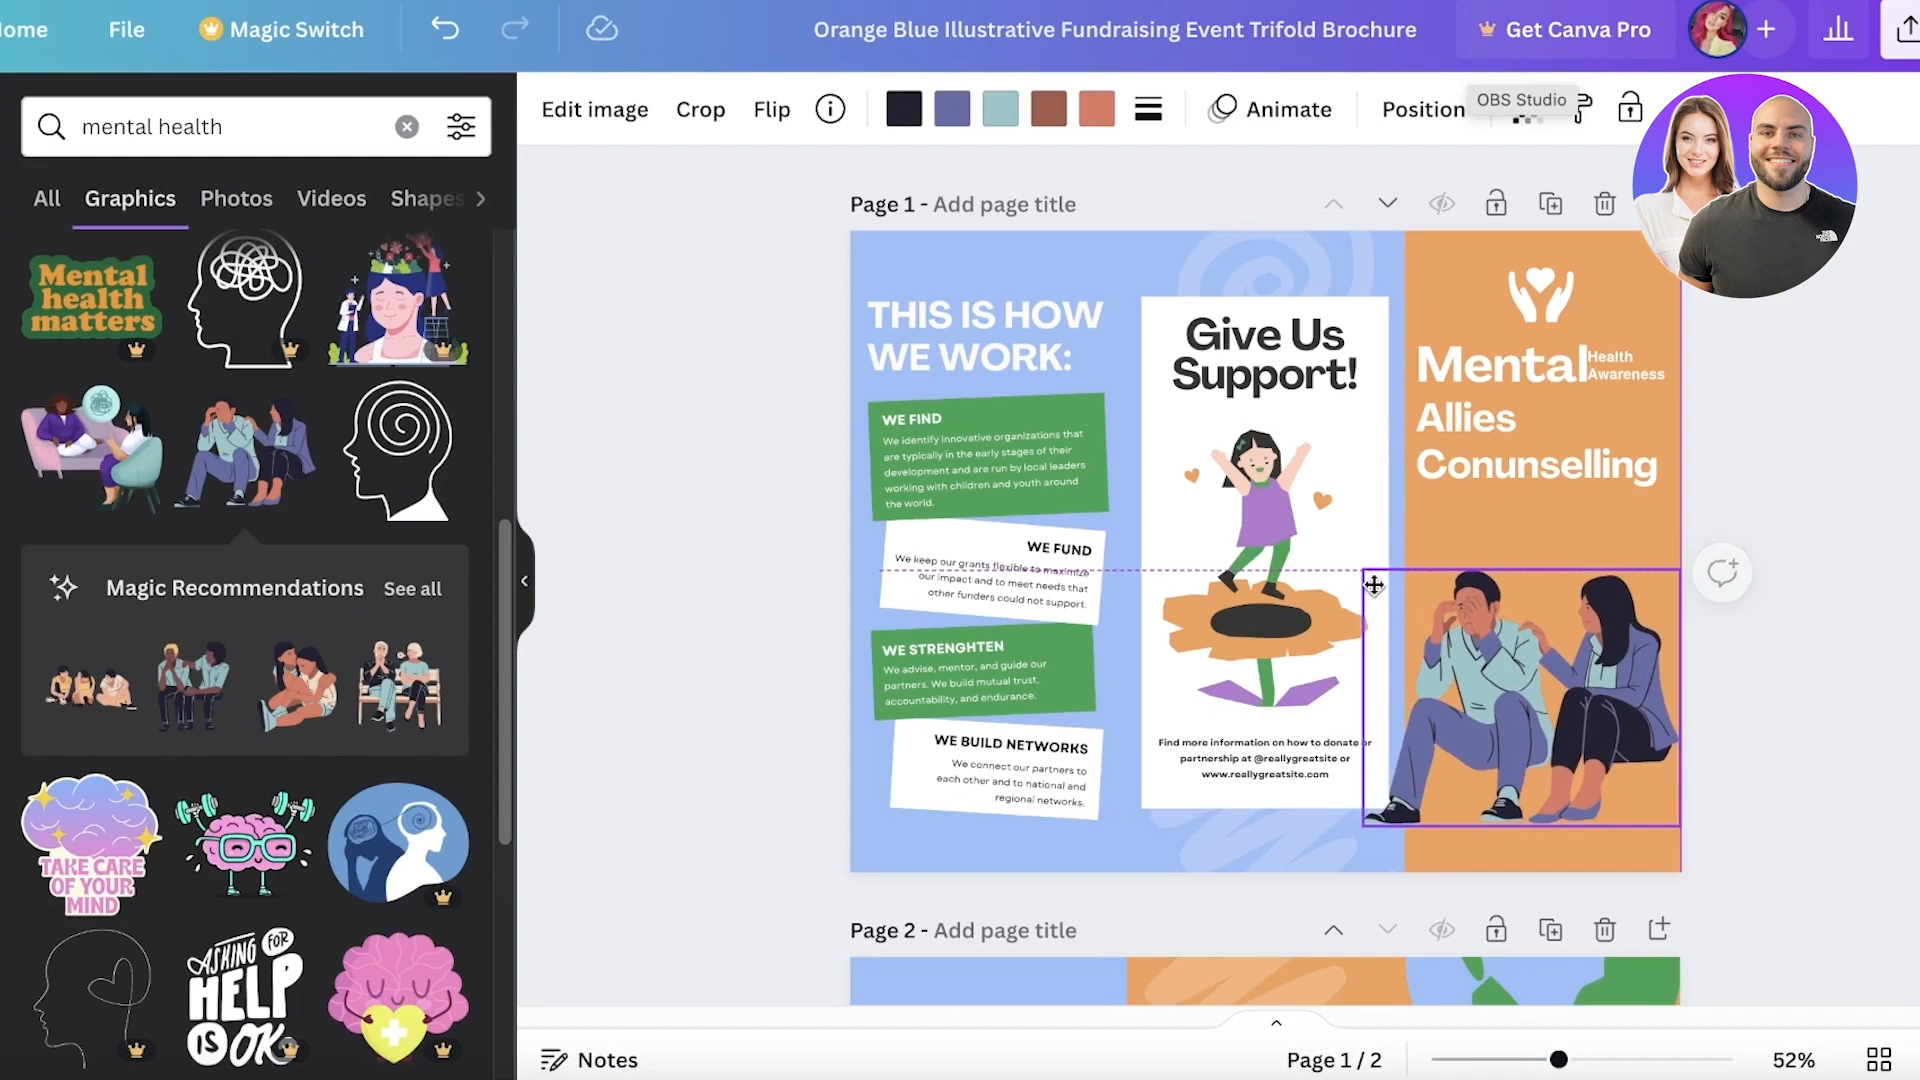 Home
File
Magic Switch
Orange Blue Illustrative Fundraising Event Trifold Brochure
Get Canva Pro
mental health
Edit image
Crop
Flip
Animate
Position
OBS Studio
All
Graphics
Photos
Videos
Shapes
Mental
health
matters
Magic Recommendations
See all
TAKE CARE
OF YOUR
MIND
ASKING FOR
HELP
IS OK
Page 1 - Add page title
THIS IS HOW
WE WORK:
WE FIND
We identify innovative organizations that
are typically in the early stages of their
development and are run by local leaders
working with children and youth around
the world.
WE FUND
We keep our grants flexible to maximize
our impact and to meet needs that
other funders could not support.
WE STRENGHTEN
We advise, mentor, and guide our
partners. We build mutual trust,
accountability, and endurance.
WE BUILD NETWORKS
We connect our partners to
each other and to national and
regional networks.
Give Us
Support!
Find more information on how to donate or
partnership at @reallygreatsite or
www.reallygreatsite.com
Mental Health
Awareness
Allies
Conunselling
Page 2 - Add page title
Notes
Page 1 / 2
52%